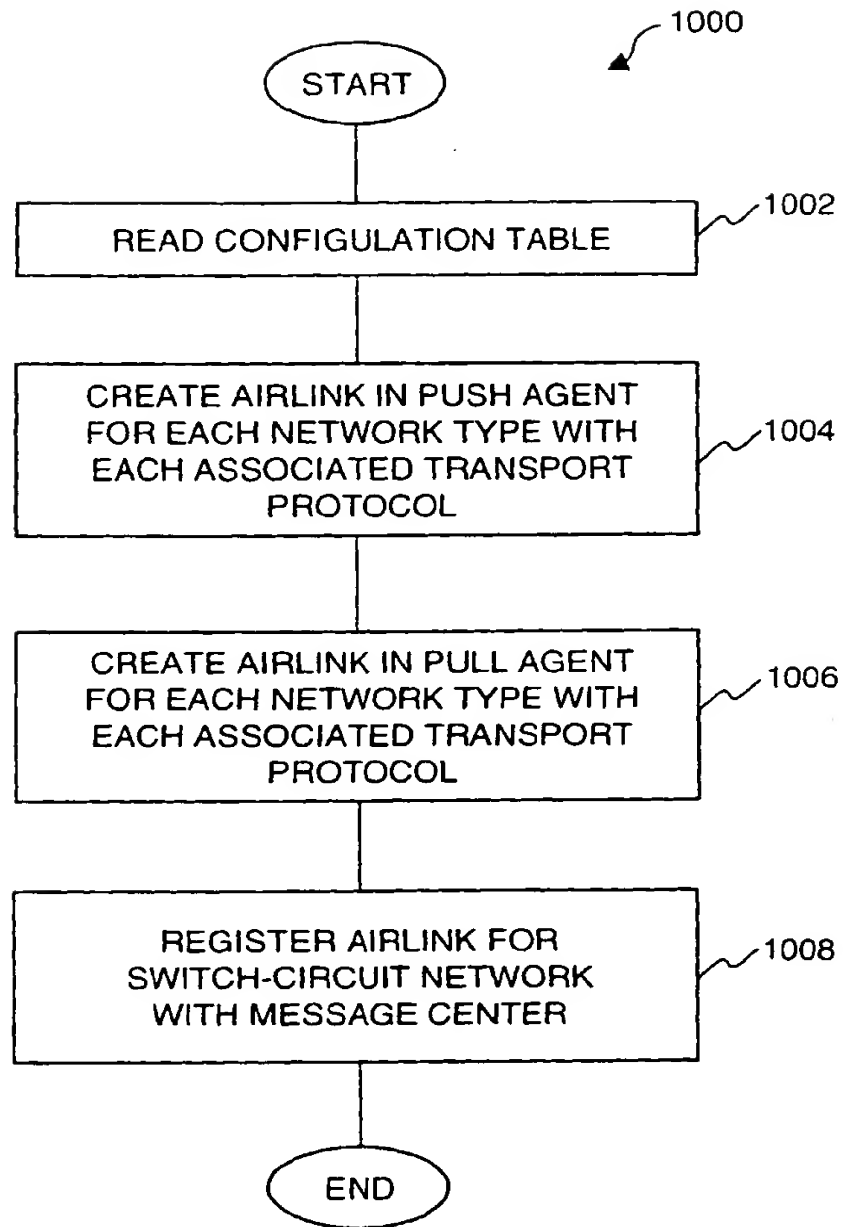 1000
START
READ CONFIGULATION TABLE
1002
CREATE AIRLINK IN PUSH AGENT
FOR EACH NETWORK TYPE WITH
EACH ASSOCIATED TRANSPORT
PROTOCOL
1004
CREATE AIRLINK IN PULL AGENT
FOR EACH NETWORK TYPE WITH
EACH ASSOCIATED TRANSPORT
PROTOCOL
1006
REGISTER AIRLINK FOR
SWITCH-CIRCUIT NETWORK
WITH MESSAGE CENTER
1008
END